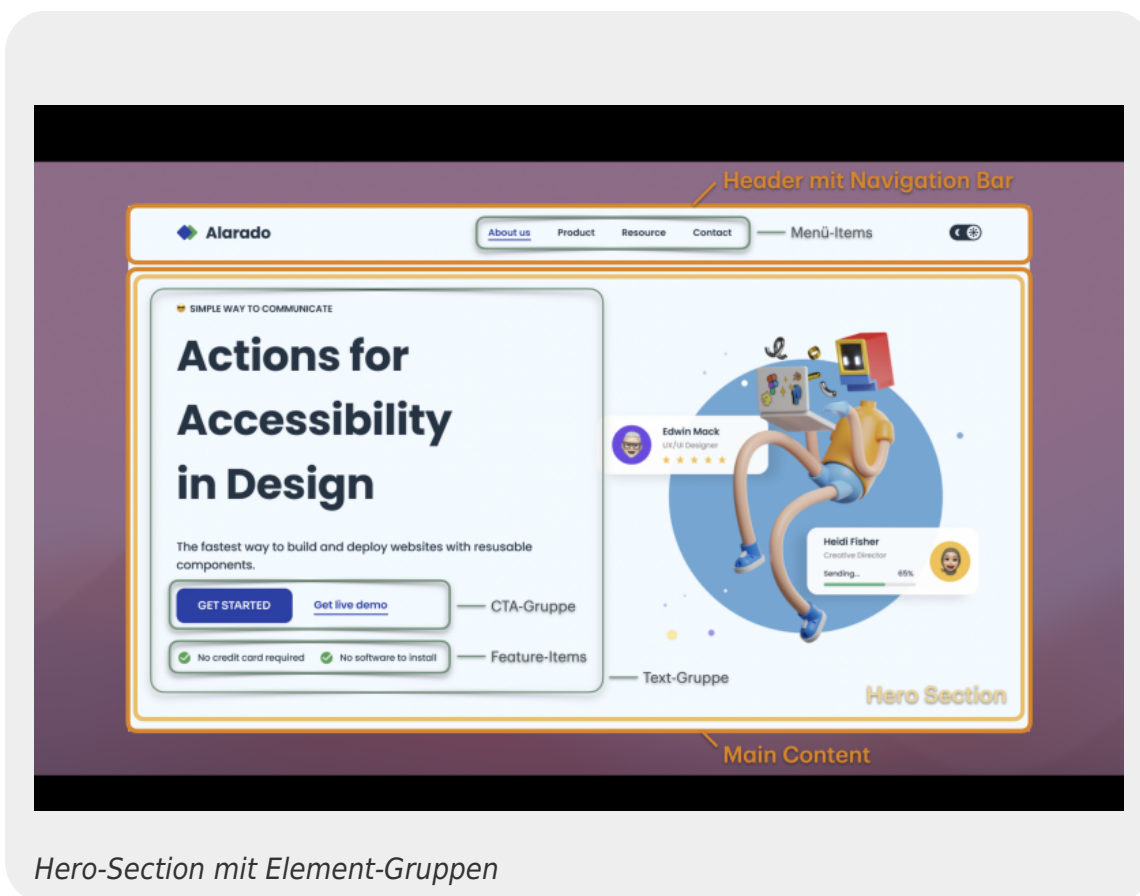 Header mit Navigation Bar
Alarado
About us
Product
Resource
Contact
Menü-Items
SIMPLE WAY TO COMMUNICATE
Actions for
Accessibility
in Design
The fastest way to build and deploy websites with resusable
components.
GET STARTED
Get live demo
CTA-Gruppe
No credit card required
No software to install
Feature-Items
Text-Gruppe
Edwin Mack
UX/UI Designer
Heidi Fisher
Creative Director
Sending...
65%
Hero Section
Main Content
Hero-Section mit Element-Gruppen